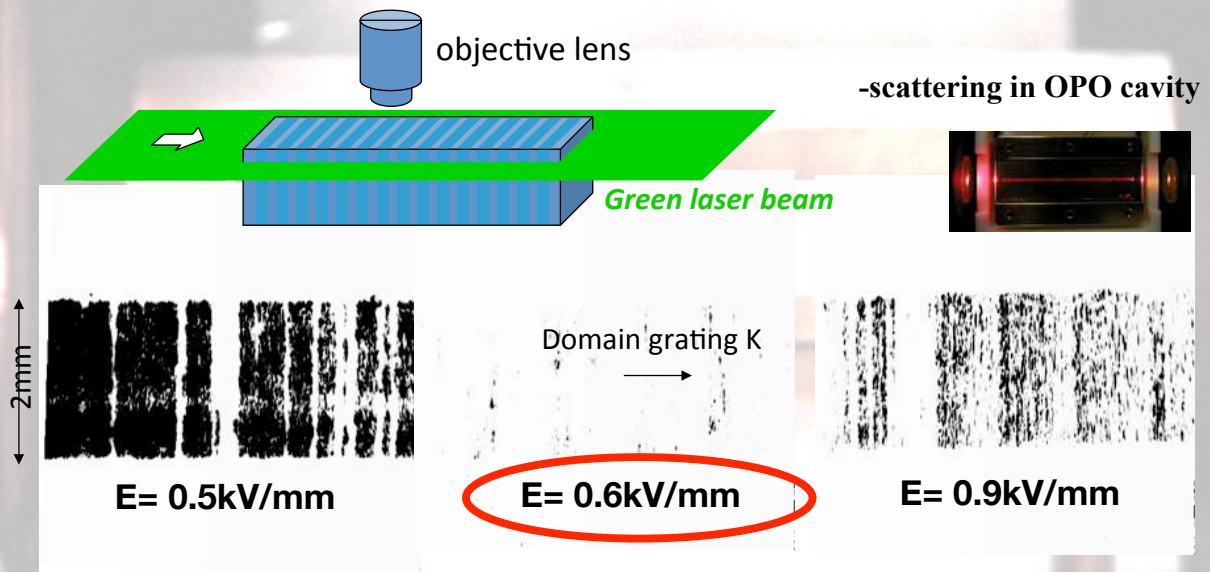 objective lens
-scattering in OPO cavity
Green laser beam
2mm
Domain grating K
E= 0.5kV/mm
E= 0.6kV/mm
E= 0.9kV/mm